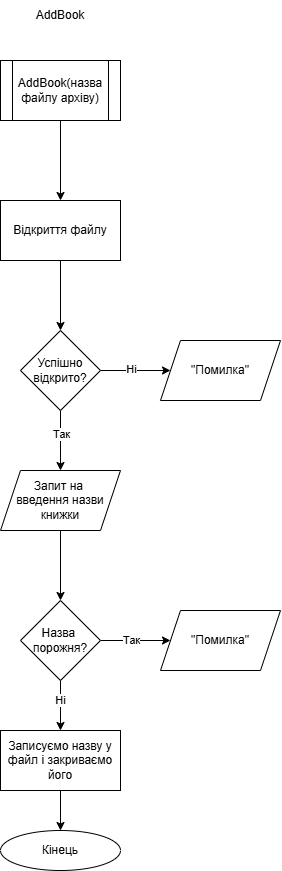 AddBook
AddBook(назва
файлу архіву)
Відкриття файлу
Успішно
відкрито?
Ні
"Помилка"
Так
Запит на
введення назви
книжки
Назва
порожня?
Так
"Помилка"
Ні
Записуємо назву у
файл і закриваємо
його
Кінець